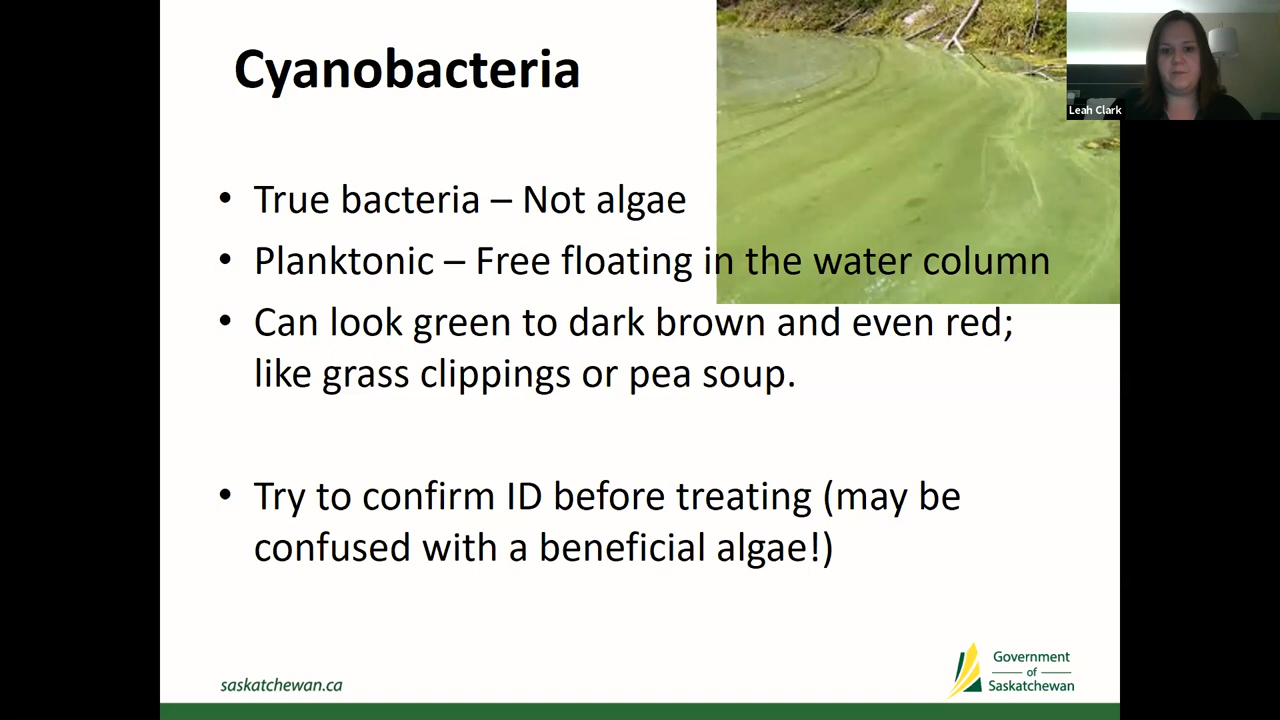 Cyanobacteria
Leah Clark
• True bacteria – Not algae
• Planktonic – Free floating in the water column
• Can look green to dark brown and even red;
like grass clippings or pea soup.
• Try to confirm ID before treating (may be
confused with a beneficial algae!)
saskatchewan.ca
Government
of
Saskatchewan